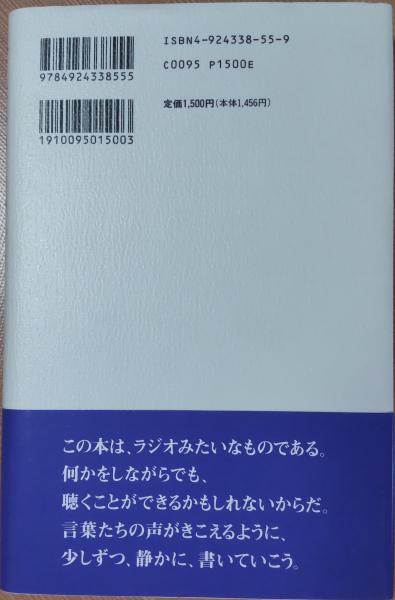 ISBN4-924338-55-9
9784924338555
C0095 P1500E
定価1,500円(本体1,456円)
1910095015003
この本は、ラジオみたいなものである。
何かをしながらでも、
聴くことができるかもしれないからだ。
言葉たちの声がきこえるように、
少しずつ、静かに、書いていこう。